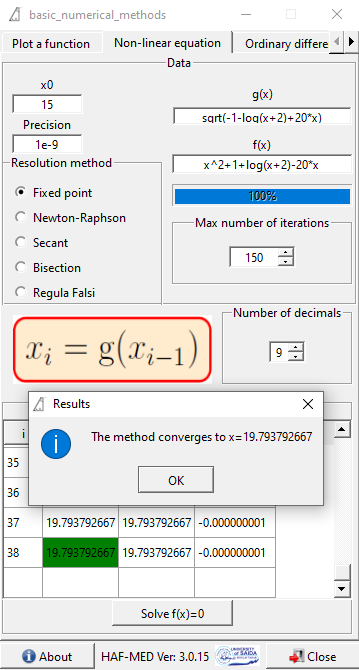 basic_numerical_methods
Plot a function
Non-linear equation
Ordinary differe
Data
x0
15
Precision
1e-9
g(x)
sqrt(-1-log(x+2)+20*x)
f(x)
x^2+1+log(x+2)-20*x
100%
Resolution method
Fixed point
Newton-Raphson
Secant
Bisection
Regula Falsi
Max number of iterations
150
x_i = g(x_{i-1})
Number of decimals
9
Results
The method converges to x=19.793792667
OK
i
35
36
37 19.793792667 19.793792667 -0.000000001
38 19.793792667 19.793792667 -0.000000001
Solve f(x)=0
About
HAF-MED Ver: 3.0.15
UNIVERSITY
OF SAIDA
Close